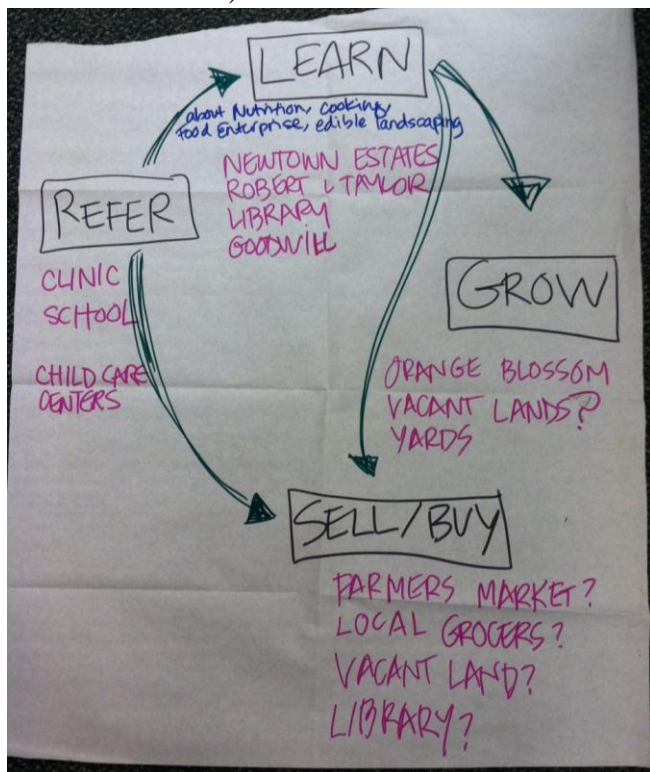 LEARN
about Nutrition, cooking,
Food Enterprise, edible landscaping
NEWTOWN ESTATES
ROBERT L TAYLOR
LIBRARY
GOODWILL
REFER
CLINIC
SCHOOL
CHILD CARE
CENTERS
GROW
ORANGE BLOSSOM
VACANT LANDS?
YARDS
SELL/BUY
FARMERS MARKET?
LOCAL GROCERS?
VACANT LAND?
LIBRARY?